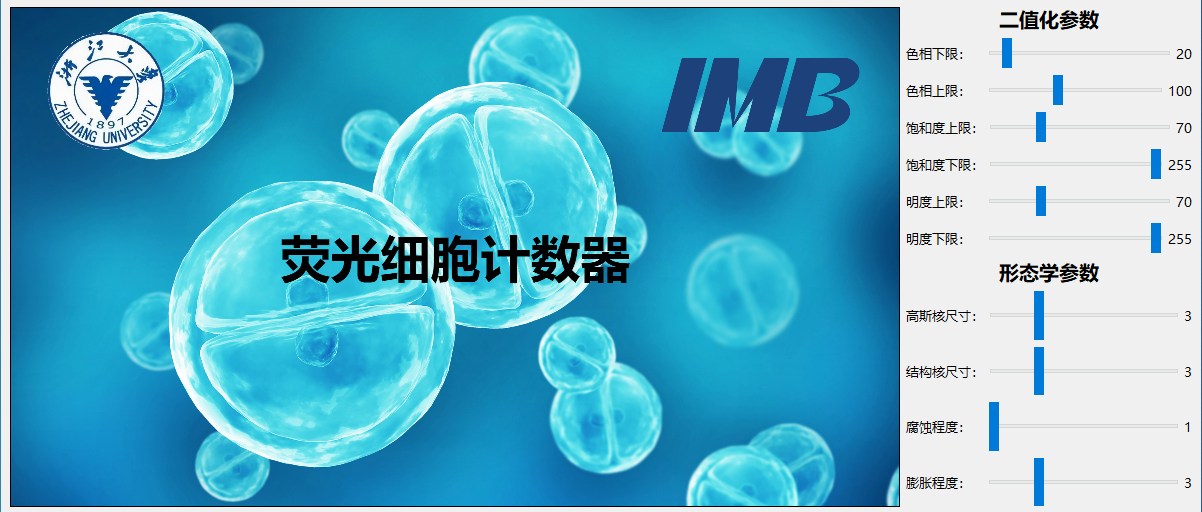 浙江大学
ZHEJIANG UNIVERSITY
1897
IMB
荧光细胞计数器
二值化参数
色相下限: 20
色相上限: 100
饱和度上限: 70
饱和度下限: 255
明度上限: 70
明度下限: 255
形态学参数
高斯核尺寸: 3
结构核尺寸: 3
腐蚀程度: 1
膨胀程度: 3